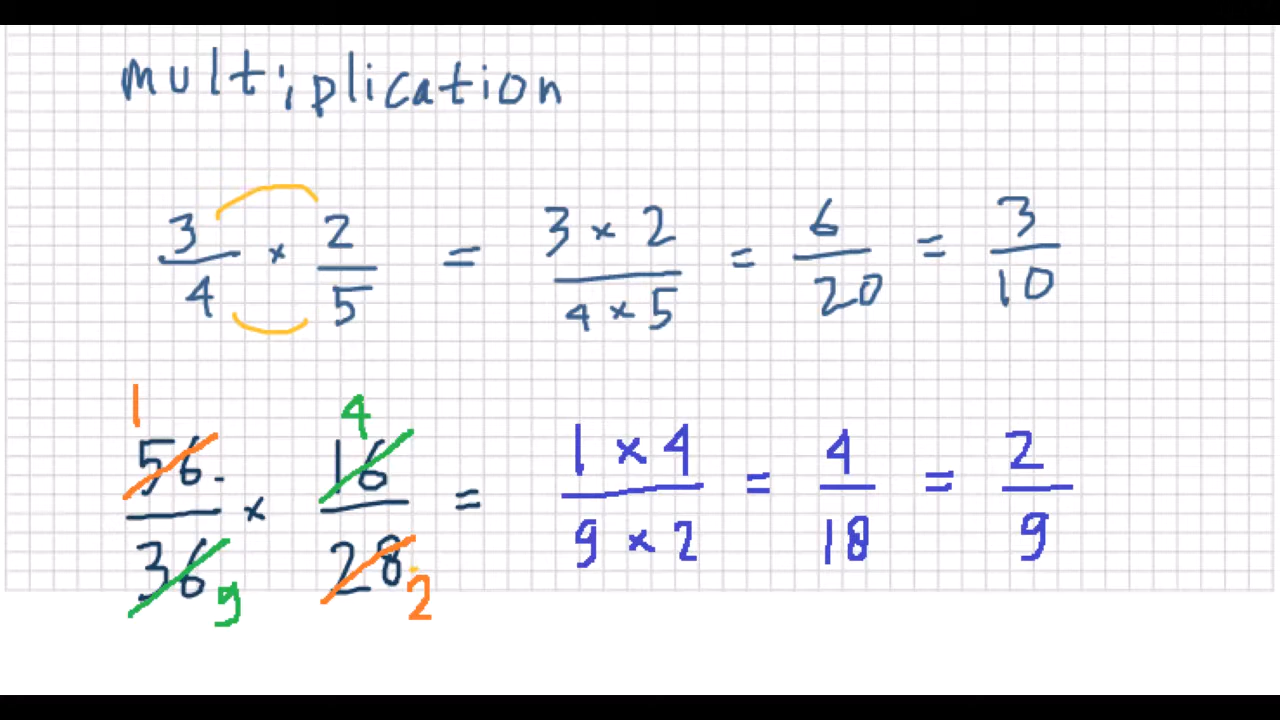 multiplication
3/4 × 2/5 = 3 × 2/4 × 5 = 6/20 = 3/10
1 4
56/36 × 16/28 = 1 × 4/9 × 2 = 4/18 = 2/9
9 2